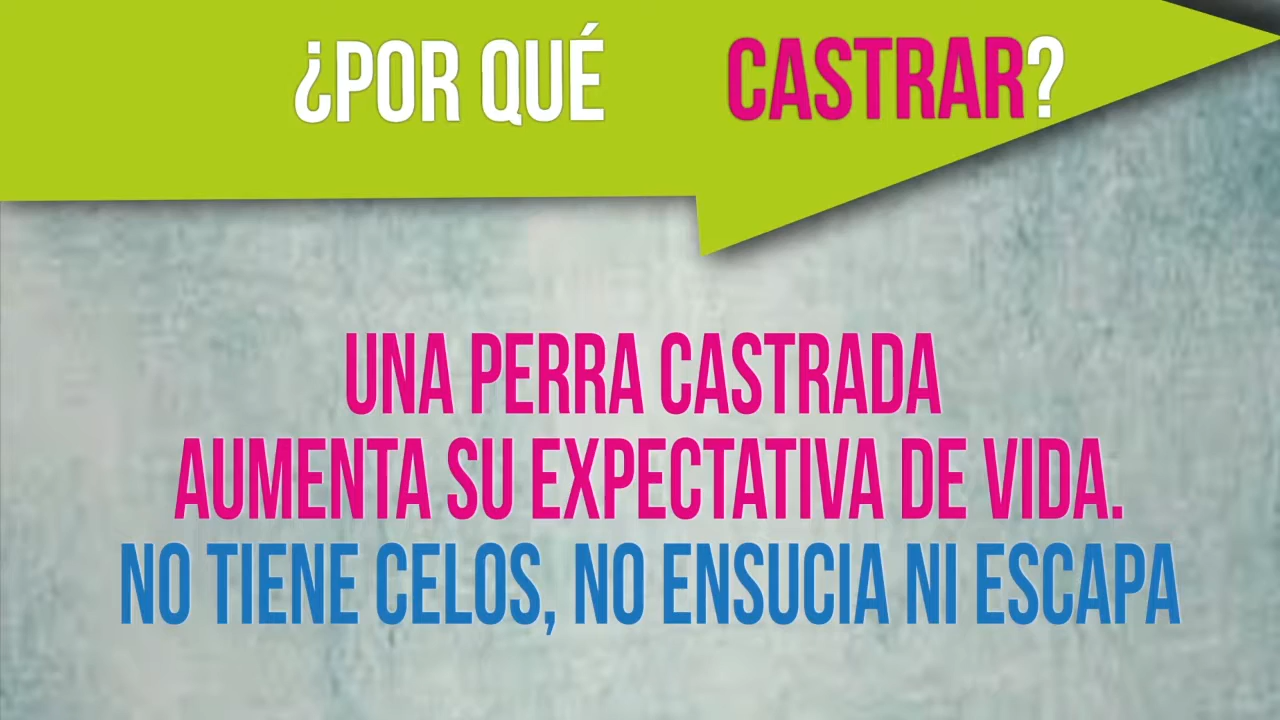 ¿POR QUÉ CASTRAR?
UNA PERRA CASTRADA
AUMENTA SU EXPECTATIVA DE VIDA.
NO TIENE CELOS, NO ENSUCIA NI ESCAPA